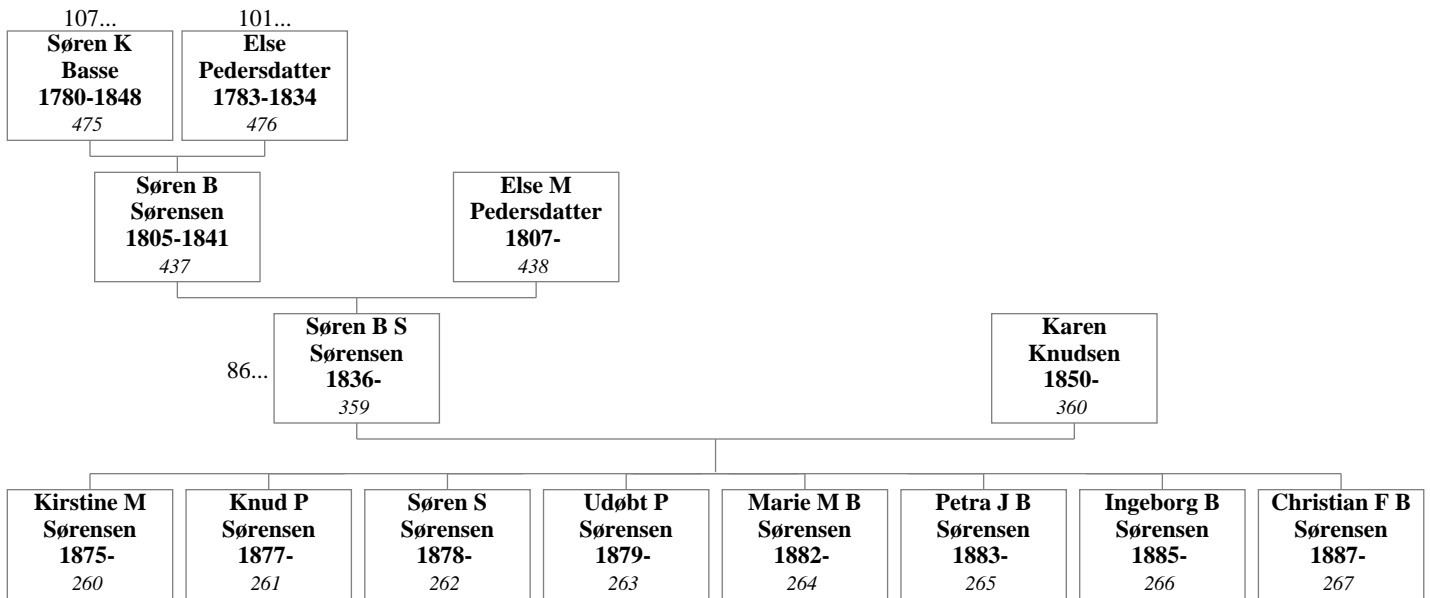 107...
101...
Søren K
Basse
1780-1848
475
Else
Pedersdatter
1783-1834
476
Søren B
Sørensen
1805-1841
437
Else M
Pedersdatter
1807-
438
86...
Søren B S
Sørensen
1836-
359
Karen
Knudsen
1850-
360
Kirstine M
Sørensen
1875-
260
Knud P
Sørensen
1877-
261
Søren S
Sørensen
1878-
262
Udøbt P
Sørensen
1879-
263
Marie M B
Sørensen
1882-
264
Petra J B
Sørensen
1883-
265
Ingeborg B
Sørensen
1885-
266
Christian F B
Sørensen
1887-
267